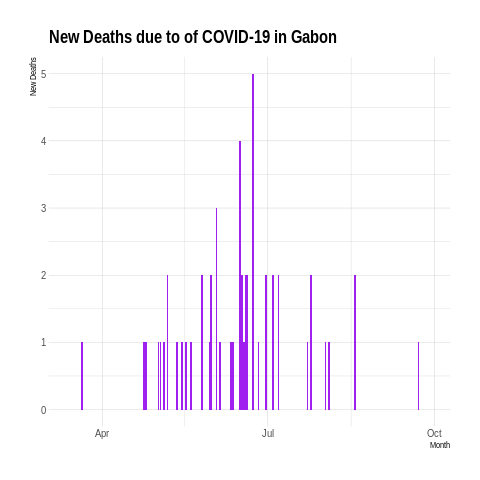 New Deaths due to of COVID-19 in Gabon
New Deaths
5
4
3
2
1
0
Apr
Jul
Oct
Month